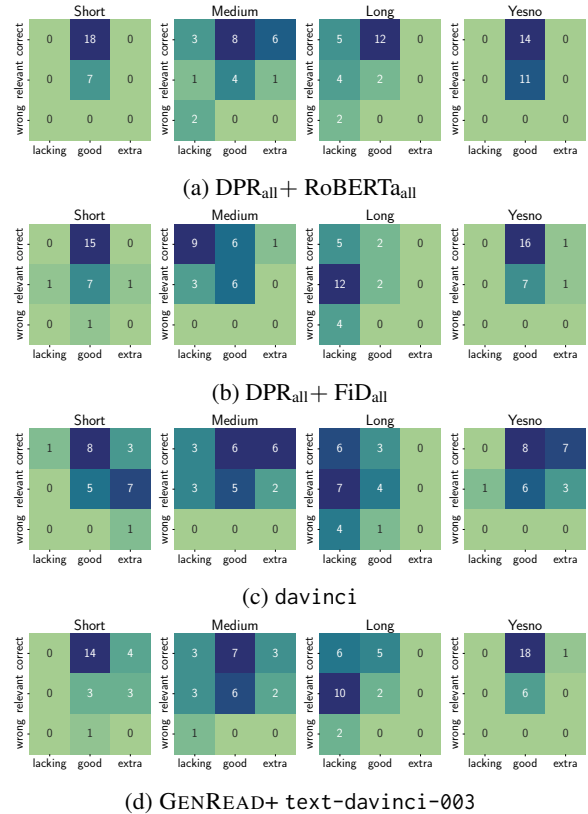 Short Medium Long Yesno
correct 0 18 0 3 8 6 5 12 0 0 14 0
relevant 0 7 0 1 4 1 4 2 0 0 11 0
wrong 0 0 0 2 0 0 2 0 0 0 0 0
lacking good extra lacking good extra lacking good extra lacking good extra
(a) DPRall+ RoBERTaall
Short Medium Long Yesno
correct 0 15 0 9 6 1 5 2 0 0 16 1
relevant 1 7 1 3 6 0 12 2 0 0 7 1
wrong 0 1 0 0 0 0 4 0 0 0 0 0
lacking good extra lacking good extra lacking good extra lacking good extra
(b) DPRall+ FiDall
Short Medium Long Yesno
correct 1 8 3 3 6 6 6 3 0 0 8 7
relevant 0 5 7 3 5 2 7 4 0 1 6 3
wrong 0 0 1 0 0 0 4 1 0 0 0 0
lacking good extra lacking good extra lacking good extra lacking good extra
(c) davinci
Short Medium Long Yesno
correct 0 14 4 3 7 3 6 5 0 0 18 1
relevant 0 3 3 3 6 2 10 2 0 0 6 0
wrong 0 1 0 1 0 0 2 0 0 0 0 0
lacking good extra lacking good extra lacking good extra lacking good extra
(d) GENREAD+ text-davinci-003